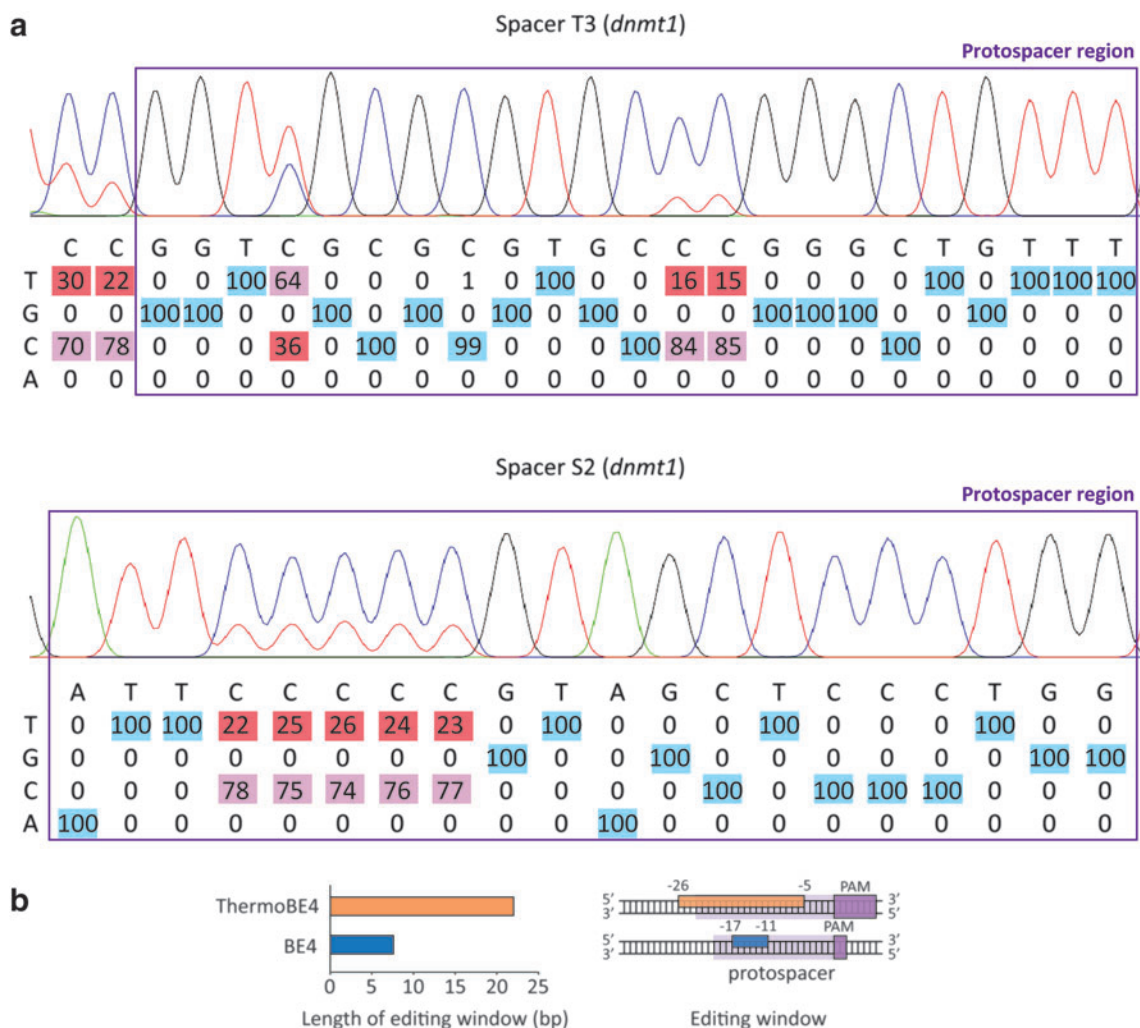 a
Spacer T3 (dnmt1)
Protospacer region
C C G G T C G C G C G T G C C C G G G C T G T T T
T 30 22 0 0 100 64 0 0 0 1 0 100 0 0 16 15 0 0 0 0 100 0 100 100 100
G 0 0 100 100 0 0 100 0 100 0 100 0 100 0 0 0 100 100 100 0 0 100 0 0 0
C 70 78 0 0 0 36 0 100 0 99 0 0 0 100 84 85 0 0 0 100 0 0 0 0 0
A 0 0 0 0 0 0 0 0 0 0 0 0 0 0 0 0 0 0 0 0 0 0 0 0 0
Spacer S2 (dnmt1)
Protospacer region
A T T C C C C C G T A G C T C C C T G G
T 0 100 100 22 25 26 24 23 0 100 0 0 0 100 0 0 0 100 0 0
G 0 0 0 0 0 0 0 0 100 0 0 100 0 0 0 0 0 0 100 100
C 0 0 0 78 75 74 76 77 0 0 0 0 100 0 100 100 100 0 0 0
A 100 0 0 0 0 0 0 0 0 0 100 0 0 0 0 0 0 0 0 0
b
ThermoBE4
BE4
0 5 10 15 20 25
Length of editing window (bp)
-26 -5 PAM
5' 3'
3' 5'
-17 -11 PAM
5' 3'
3' 5'
protospacer
Editing window